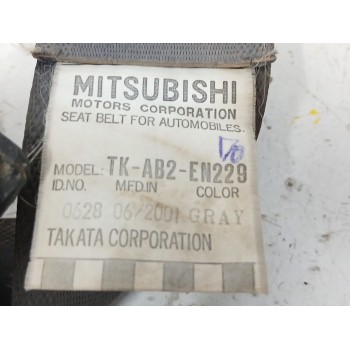 MITSUBISHI
MOTORS CORPORATION
SEAT BELT FOR AUTOMOBILES.
MODEL: TK-AB2-EN229
ID.NO. MFD.IN COLOR
0628 06/2001 GRAY
TAKATA CORPORATION